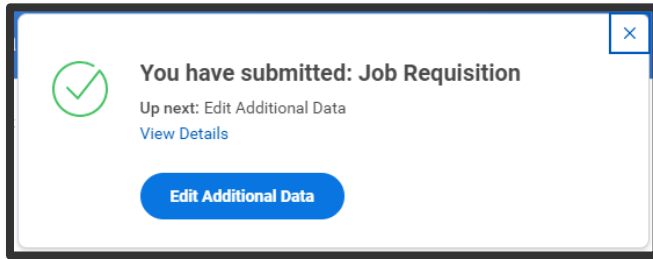 You have submitted: Job Requisition
Up next: Edit Additional Data
View Details
Edit Additional Data